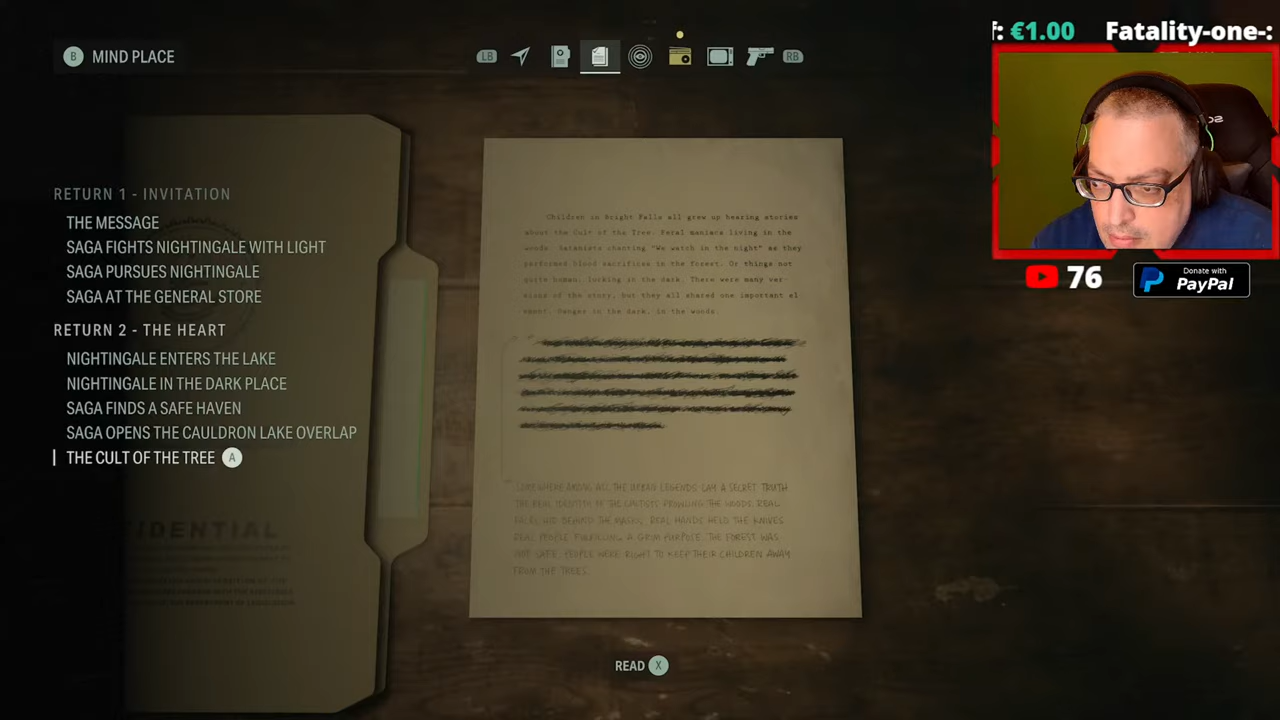 F: €1.00 Fatality-one-:
B MIND PLACE
LB
RB
76
Donate with
PayPal
RETURN 1 - INVITATION
THE MESSAGE
SAGA FIGHTS NIGHTINGALE WITH LIGHT
SAGA PURSUES NIGHTINGALE
SAGA AT THE GENERAL STORE
RETURN 2 - THE HEART
NIGHTINGALE ENTERS THE LAKE
NIGHTINGALE IN THE DARK PLACE
SAGA FINDS A SAFE HAVEN
SAGA OPENS THE CAULDRON LAKE OVERLAP
THE CULT OF THE TREE A
IDENTIAL
Children in Bright Falls all grew up hearing stories
about the Cult of the Tree. Feral maniacs living in the
woods. Satanists chanting "We watch in the night" as they
performed blood sacrifices in the forest. Or things not
quite human, lurking in the dark. There were many ver
sions of the story, but they all shared one important el
ement. Danger in the dark, in the woods.
SOMEWHERE AMONG ALL THE URBAN LEGENDS LAY A SECRET TRUTH
THE REAL IDENTITY OF THE CULTISTS PROWLING THE WOODS. REAL
FACES HID BEHIND THE MASKS. REAL HANDS HELD THE KNIVES.
REAL PEOPLE FULFILLING A GRIM PURPOSE. THE FOREST WAS
NOT SAFE. PEOPLE WERE RIGHT TO KEEP THEIR CHILDREN AWAY
FROM THE TREES.
READ X